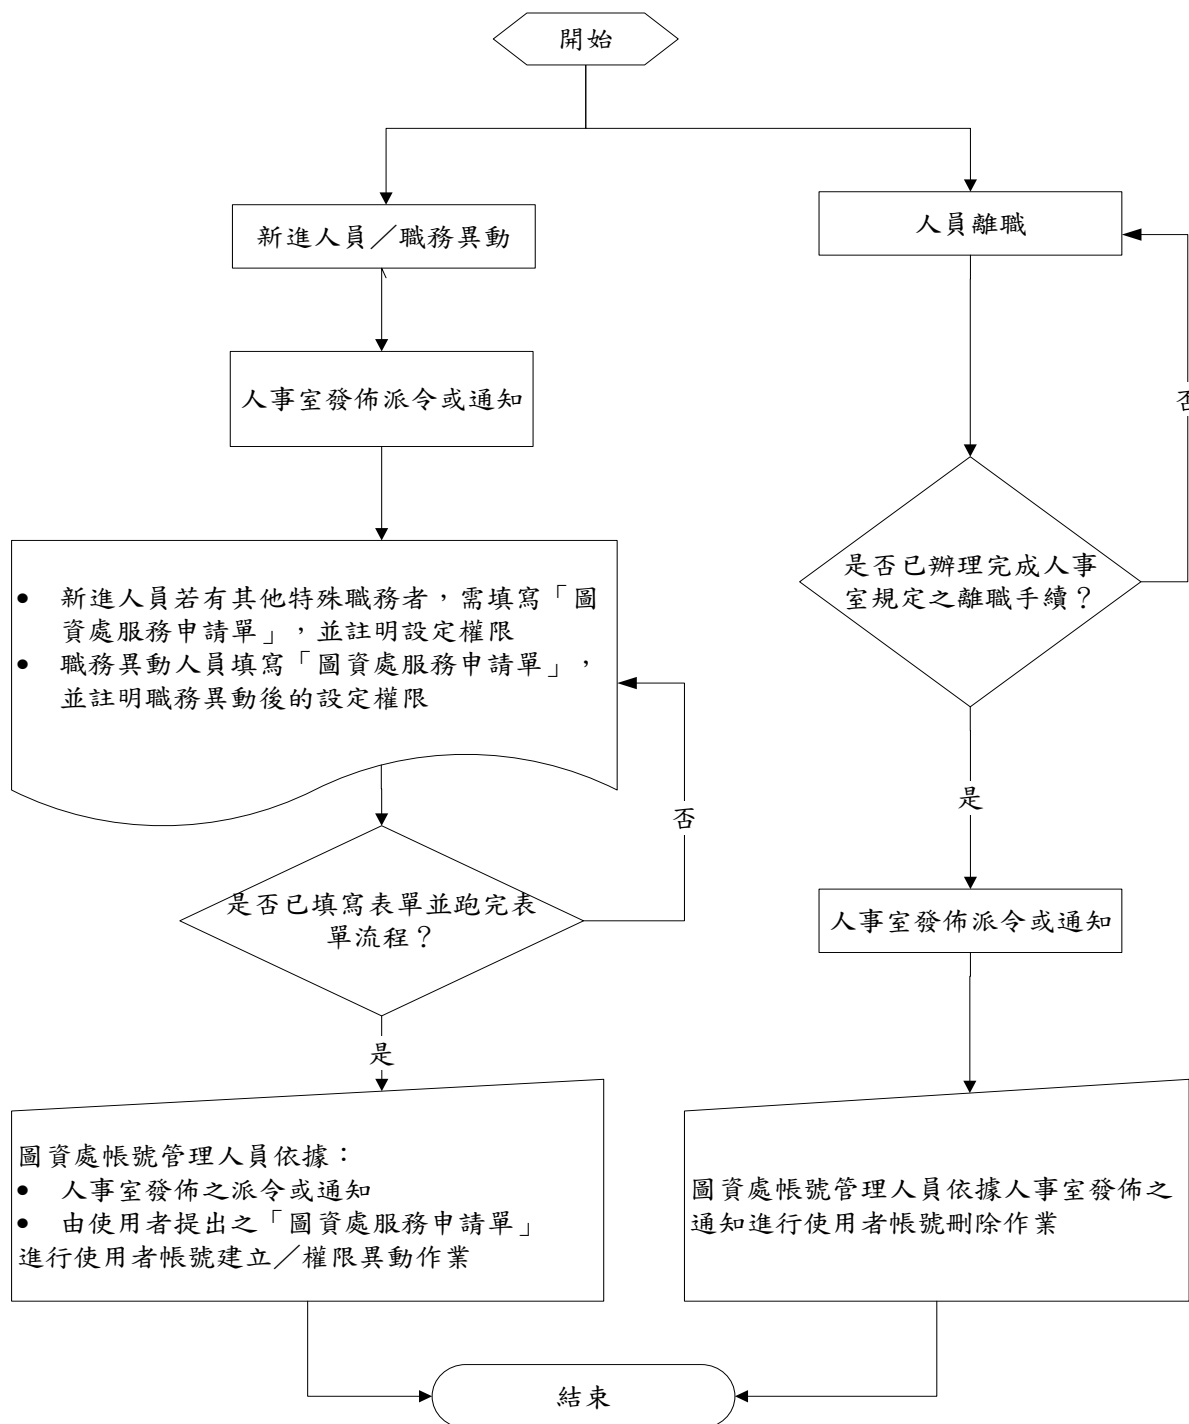 開始
新進人員／職務異動
人事室發佈派令或通知
• 新進人員若有其他特殊職務者，需填寫「圖
資處服務申請單」，並註明設定權限
• 職務異動人員填寫「圖資處服務申請單」，
並註明職務異動後的設定權限
否
是否已填寫表單並跑完表
單流程？
是
圖資處帳號管理人員依據：
• 人事室發佈之派令或通知
• 由使用者提出之「圖資處服務申請單」
進行使用者帳號建立／權限異動作業
人員離職
否
是否已辦理完成人事
室規定之離職手續？
是
人事室發佈派令或通知
圖資處帳號管理人員依據人事室發佈之
通知進行使用者帳號刪除作業
結束